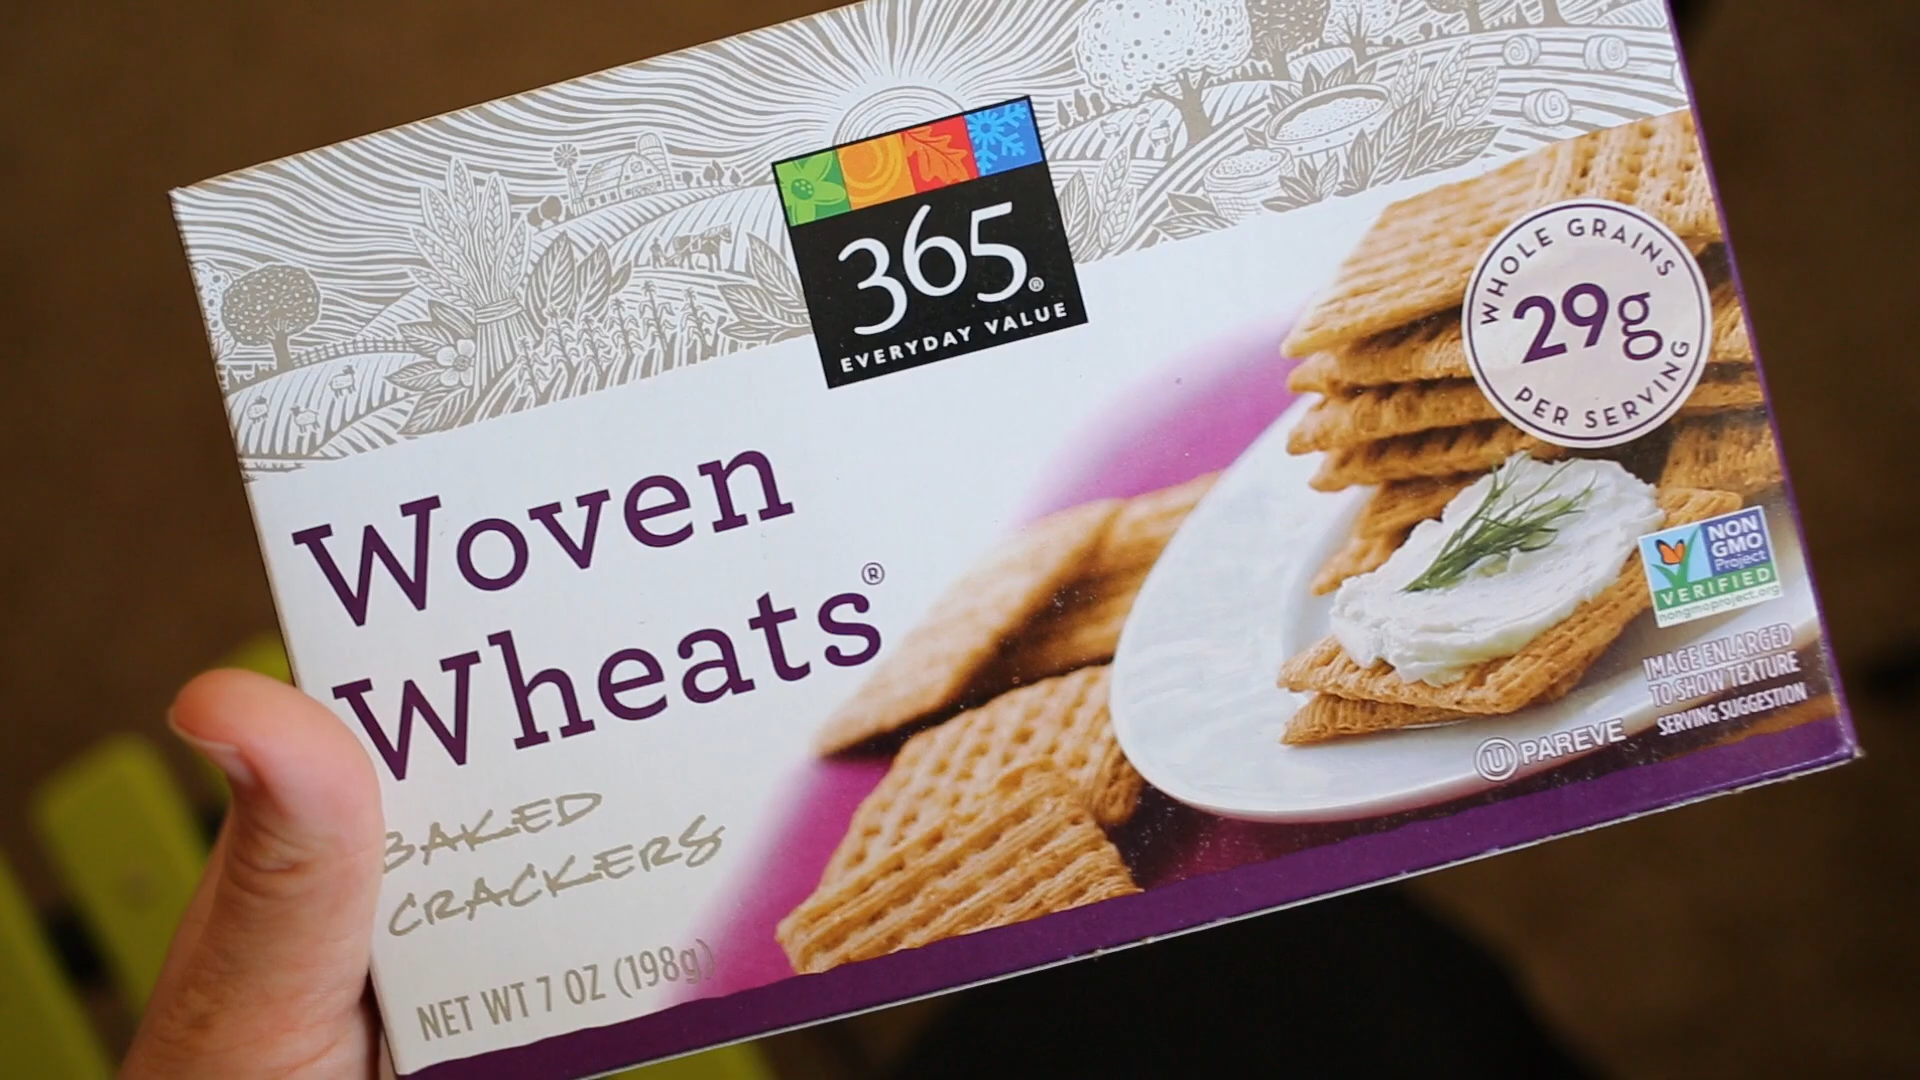 365®
EVERYDAY VALUE
WHOLE GRAINS
29g
PER SERVING
Woven
Wheats®
BAKED
CRACKERS
NET WT 7 OZ (198g)
NON
GMO
Project
VERIFIED
nongmoproject.org
IMAGE ENLARGED
TO SHOW TEXTURE
SERVING SUGGESTION
U PAREVE